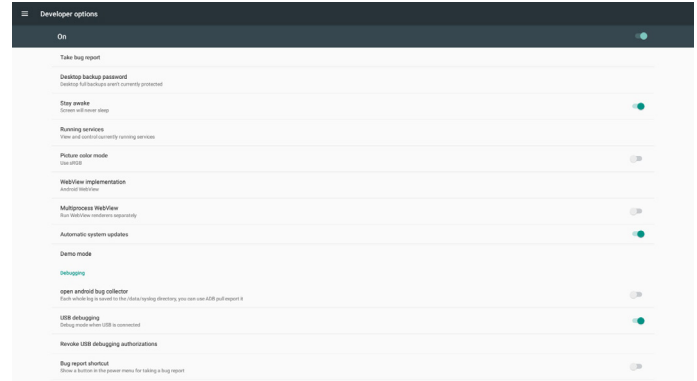 Developer options
On
Take bug report
Desktop backup password
Desktop full backups aren't currently protected
Stay awake
Screen will never sleep
Running services
View and control currently running services
Picture color mode
Use sRGB
WebView implementation
Android WebView
Multiprocess WebView
Run WebView renderers separately
Automatic system updates
Demo mode
Debugging
open android bug collector
Each whole log is saved to the /data/syslog directory, you can use ADB pull export it
USB debugging
Debug mode when USB is connected
Revoke USB debugging authorizations
Bug report shortcut
Show a button in the power menu for taking a bug report